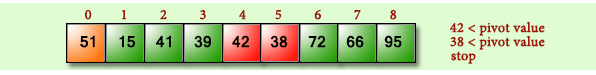 0 1 2 3 4 5 6 7 8
51 15 41 39 42 38 72 66 95
42 < pivot value
38 < pivot value
stop